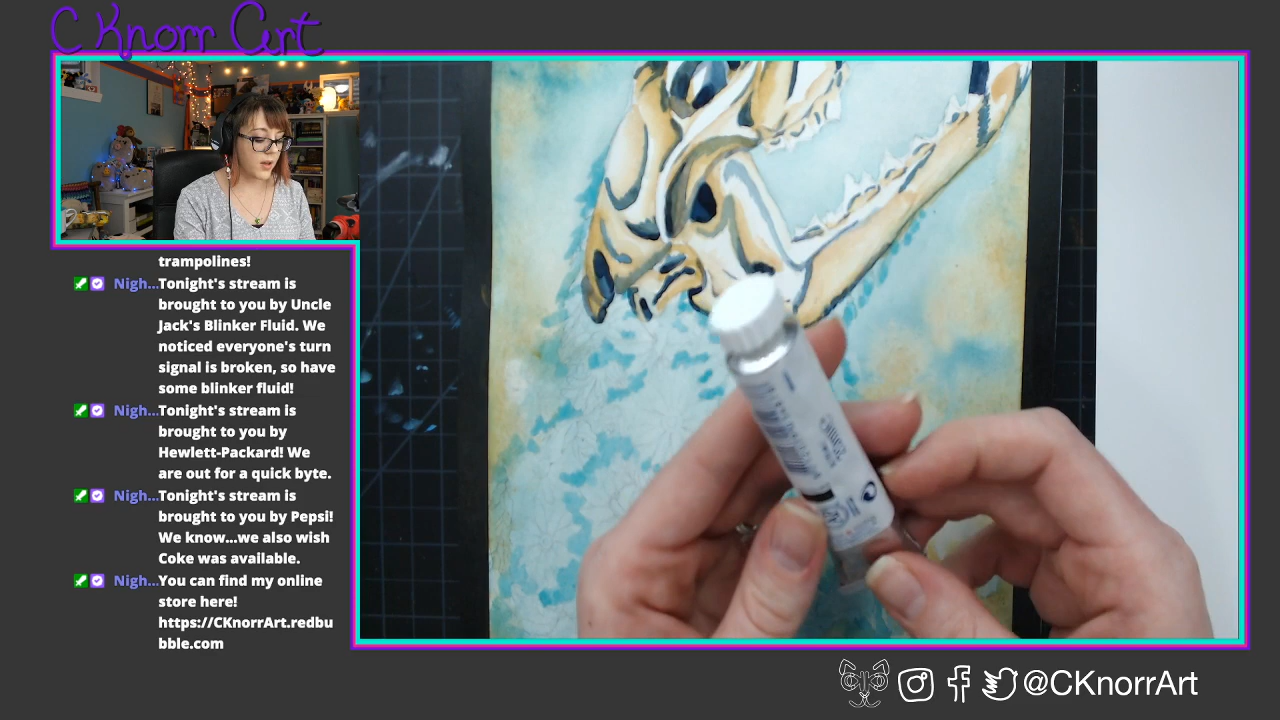 C Knorr Art
trampolines!
Nigh... Tonight's stream is
brought to you by Uncle
Jack's Blinker Fluid. We
noticed everyone's turn
signal is broken, so have
some blinker fluid!
Nigh... Tonight's stream is
brought to you by
Hewlett-Packard! We
are out for a quick byte.
Nigh... Tonight's stream is
brought to you by Pepsi!
We know...we also wish
Coke was available.
Nigh... You can find my online
store here!
https://CKnorrArt.redbu
bble.com
@CKnorrArt